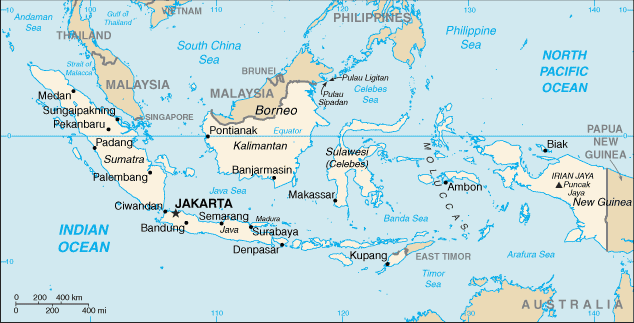 100
110
120
130
140
Andaman
Sea
Gulf of
Thailand
VIETNAM
THAILAND
PHILIPPINES
Philippine
Sea
South China
Sea
NORTH
PACIFIC
OCEAN
Strait of
Malacca
MALAYSIA
BRUNEI
MALAYSIA
Pulau Ligitan
Celebes
Sea
Pulau
Sipadan
Medan
Sungaipakning
Pekanbaru
SINGAPORE
Borneo
Pontianak
Equator
0
0
PAPUA
NEW
GUINEA
Padang
Sumatra
Kalimantan
Sulawesi
(Celebes)
MOLUCCAS
Biak
Palembang
Banjarmasin
IRIAN JAYA
Puncak
Jaya
Ambon
New Guinea
Java Sea
Makassar
Ciwandan
JAKARTA
Semarang
Madura
Banda Sea
INDIAN
OCEAN
Bandung
Java
Surabaya
Denpasar
Kupang
EAST TIMOR
Arafura Sea
Timor
Sea
10
0 200 400 km
0 200 400 mi
110
120
130
AUSTRALIA